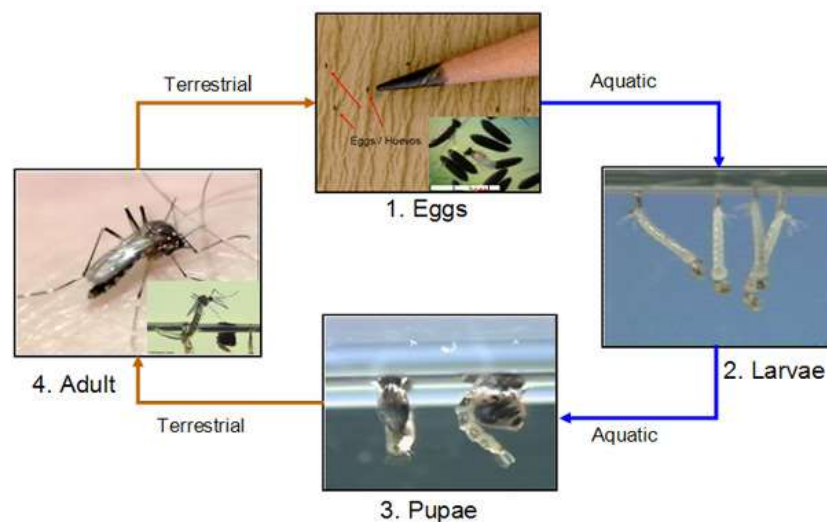 Terrestrial
Aquatic
Eggs / Huevos
1. Eggs
2. Larvae
4. Adult
Terrestrial
Aquatic
3. Pupae